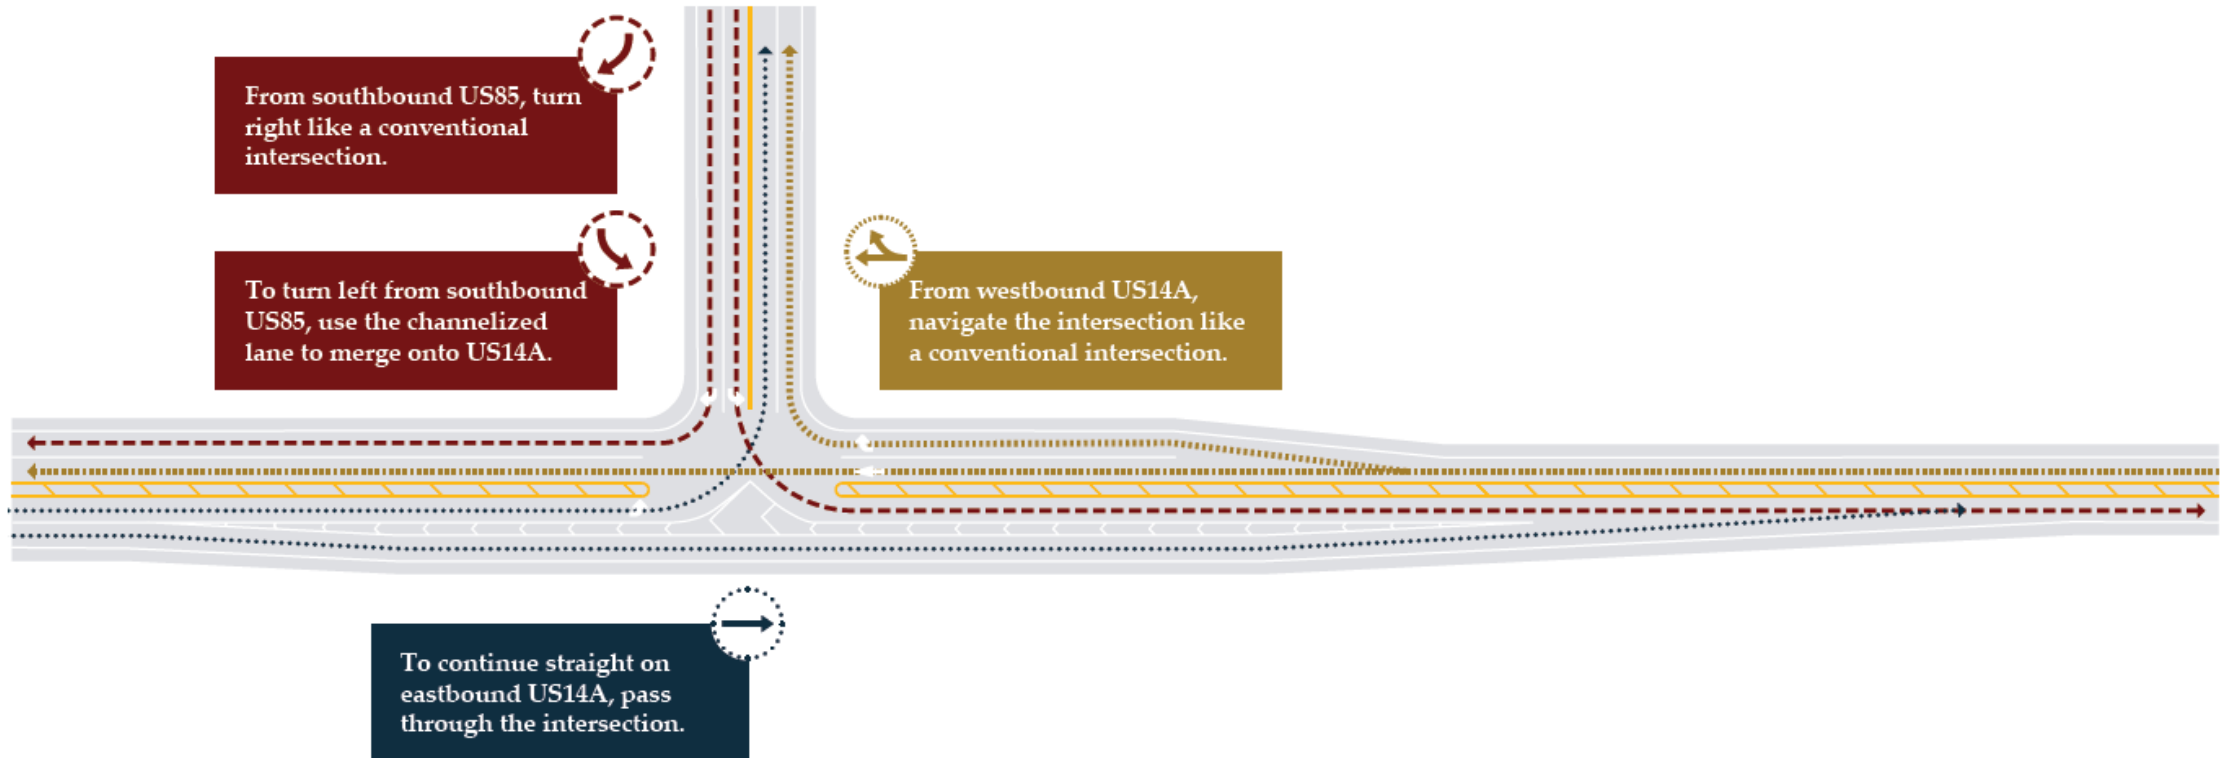 From southbound US85, turn
right like a conventional
intersection.
To turn left from southbound
US85, use the channelized
lane to merge onto US14A.
From westbound US14A,
navigate the intersection like
a conventional intersection.
To continue straight on
eastbound US14A, pass
through the intersection.